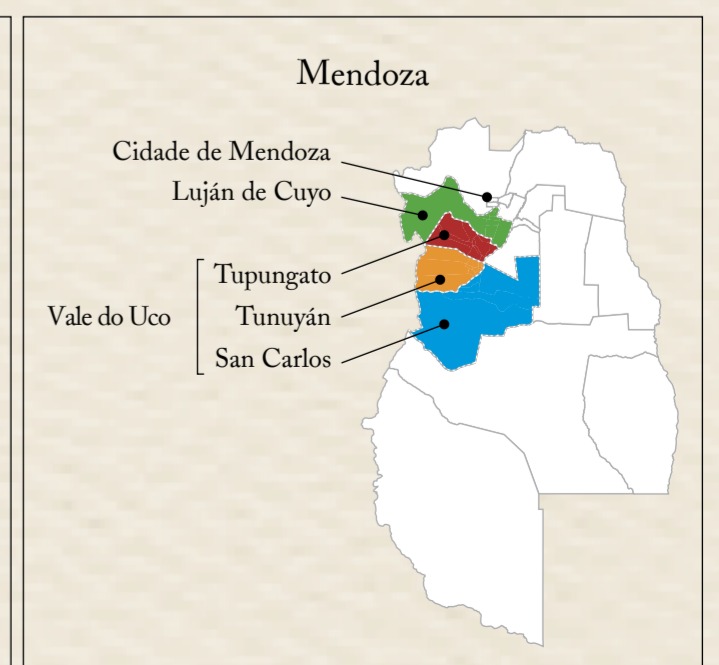 Mendoza
Cidade de Mendoza
Luján de Cuyo
Tupungato
Vale do Uco
Tunuyán
San Carlos